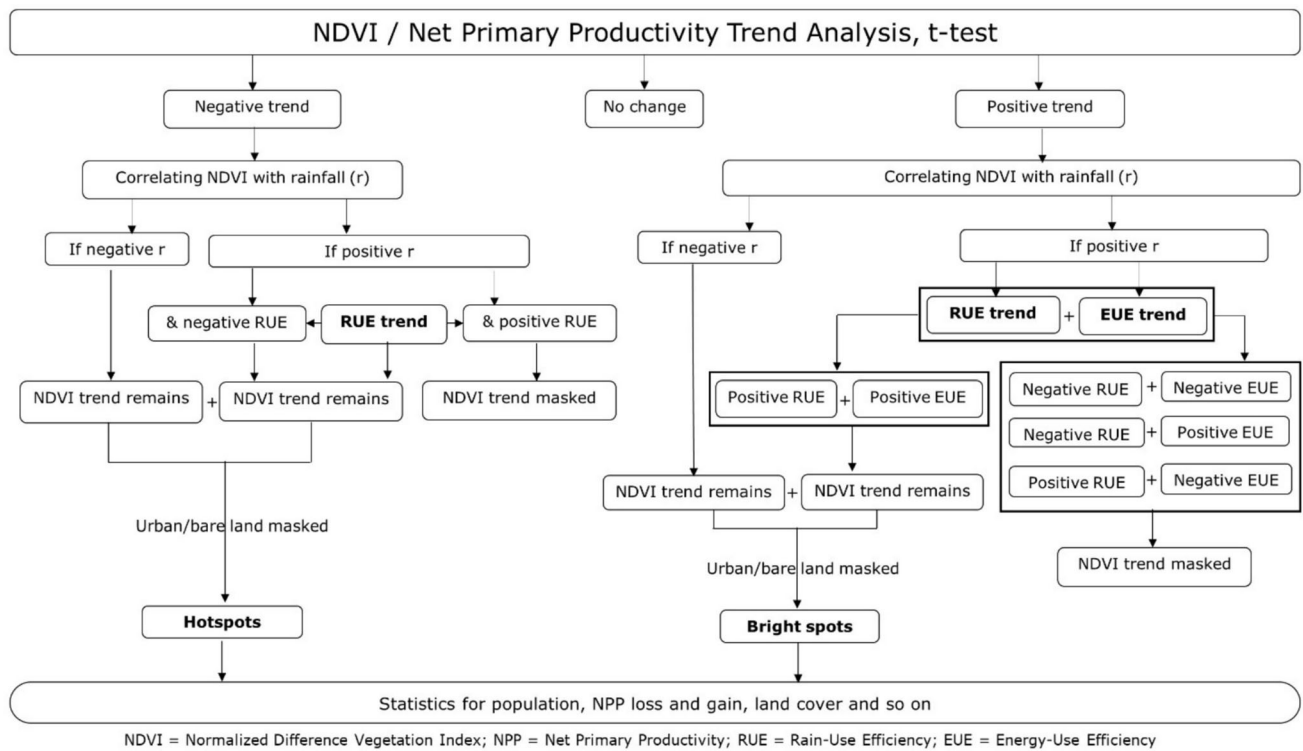 NDVI / Net Primary Productivity Trend Analysis, t-test
Negative trend
No change
Positive trend
Correlating NDVI with rainfall (r)
Correlating NDVI with rainfall (r)
If negative r
If positive r
If negative r
If positive r
& negative RUE
RUE trend
& positive RUE
RUE trend + EUE trend
NDVI trend remains + NDVI trend remains
NDVI trend masked
Positive RUE + Positive EUE
Negative RUE + Negative EUE
Negative RUE + Positive EUE
Positive RUE + Negative EUE
NDVI trend remains + NDVI trend remains
Urban/bare land masked
NDVI trend masked
Urban/bare land masked
Hotspots
Bright spots
Statistics for population, NPP loss and gain, land cover and so on
NDVI = Normalized Difference Vegetation Index; NPP = Net Primary Productivity; RUE = Rain-Use Efficiency; EUE = Energy-Use Efficiency